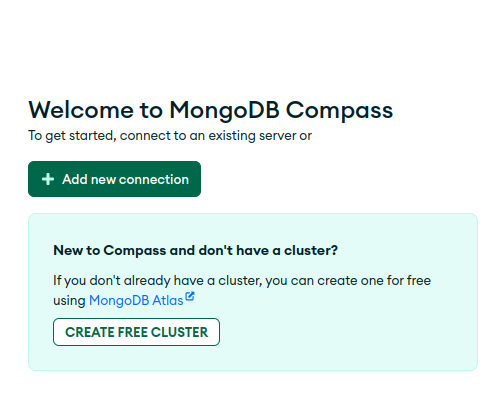 Welcome to MongoDB Compass
To get started, connect to an existing server or
Add new connection
New to Compass and don't have a cluster?
If you don't already have a cluster, you can create one for free
using MongoDB Atlas
CREATE FREE CLUSTER